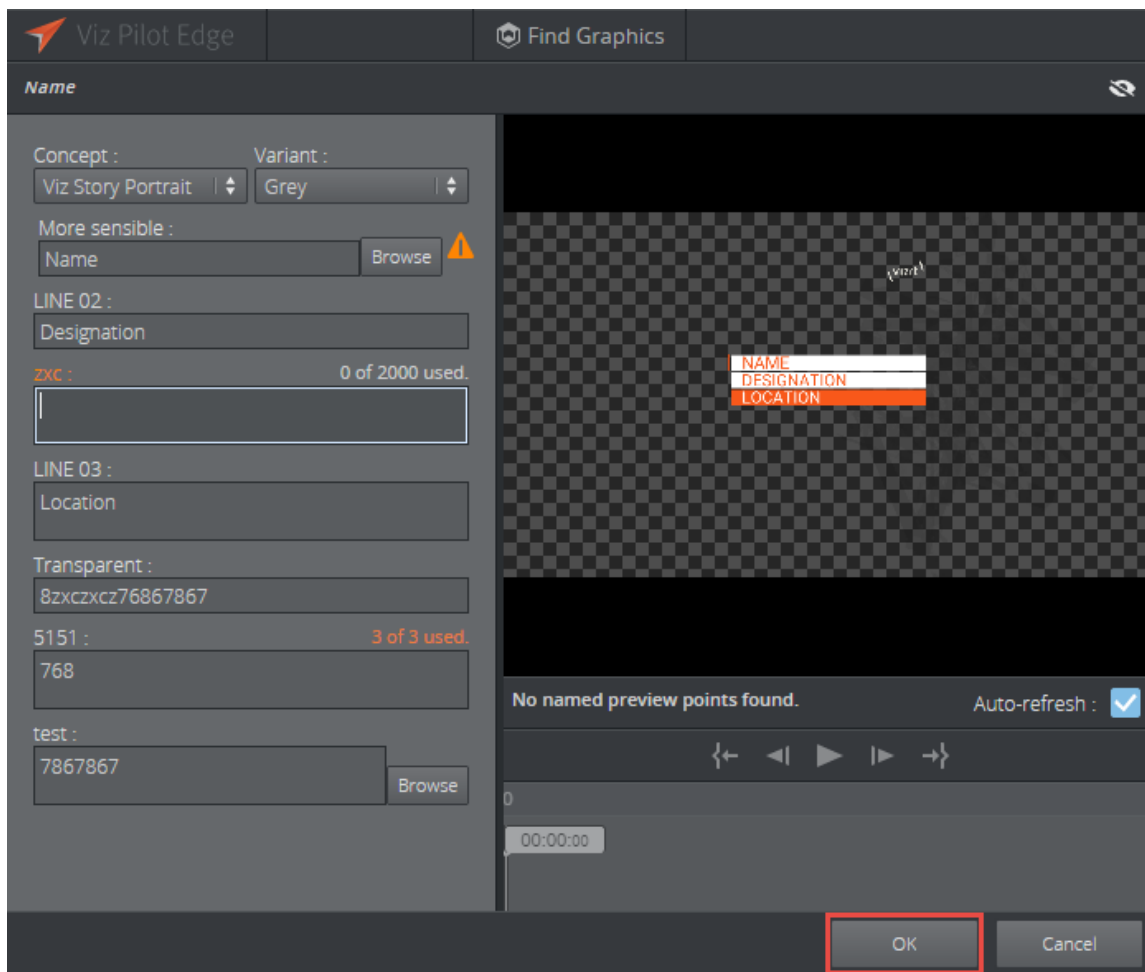 Viz Pilot Edge
Find Graphics
Name
Concept :
Variant :
Viz Story Portrait
Grey
More sensible :
Name
Browse
LINE 02 :
Designation
zxc :
0 of 2000 used.
LINE 03 :
Location
Transparent :
8zxczxcz76867867
5151 :
3 of 3 used.
768
test :
7867867
Browse
vizrt
NAME
DESIGNATION
LOCATION
No named preview points found.
Auto-refresh :
0
00:00:00
OK
Cancel